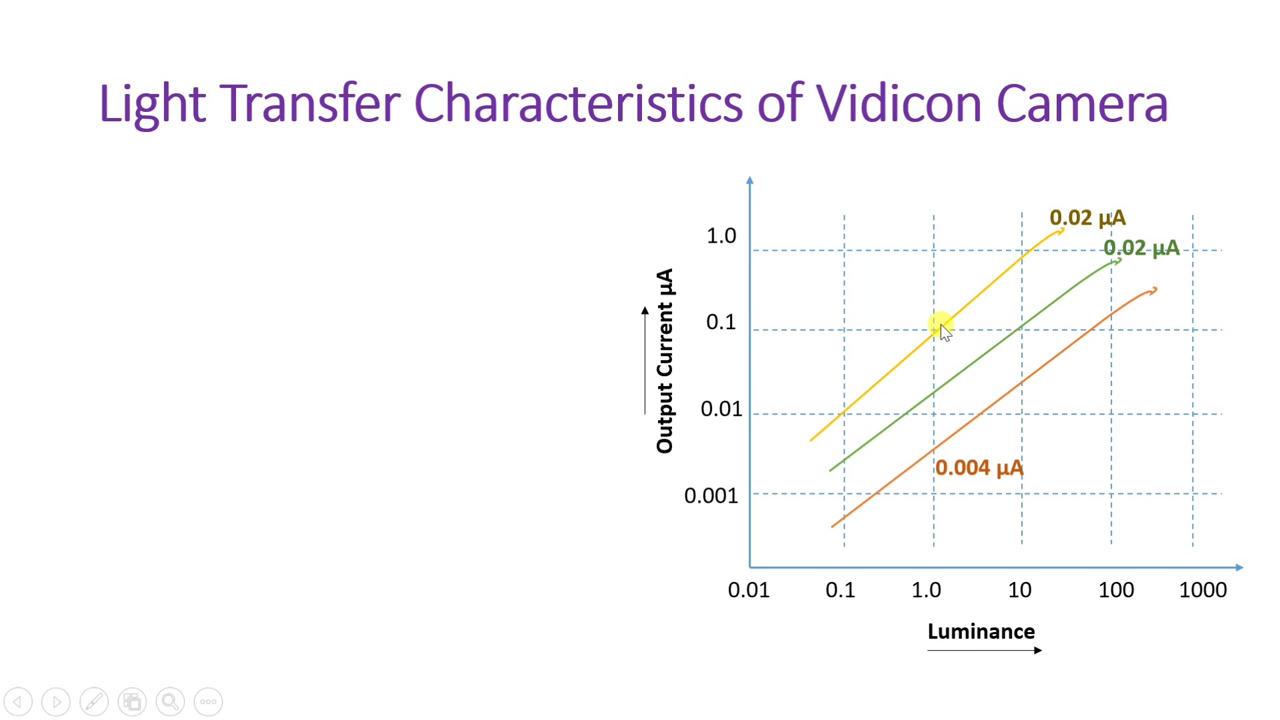 Light Transfer Characteristics of Vidicon Camera
0.02 µA
1.0
0.02 µA
Output Current µA
0.1
0.01
0.004 µA
0.001
0.01 0.1 1.0 10 100 1000
Luminance